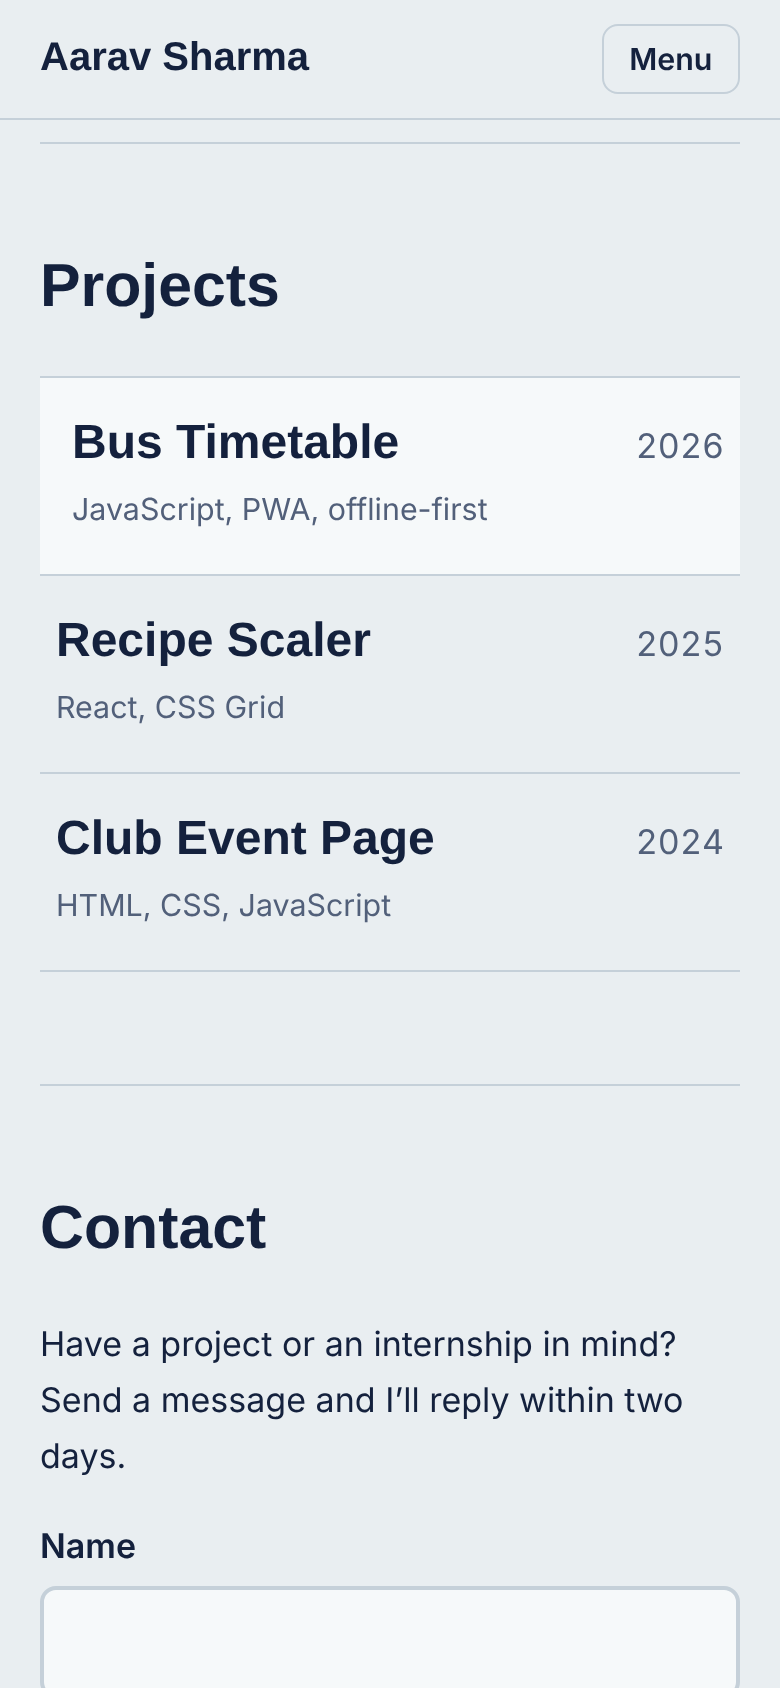 Aarav Sharma
Menu
Projects
Bus Timetable
2026
JavaScript, PWA, offline-first
Recipe Scaler
2025
React, CSS Grid
Club Event Page
2024
HTML, CSS, JavaScript
Contact
Have a project or an internship in mind?
Send a message and I’ll reply within two
days.
Name